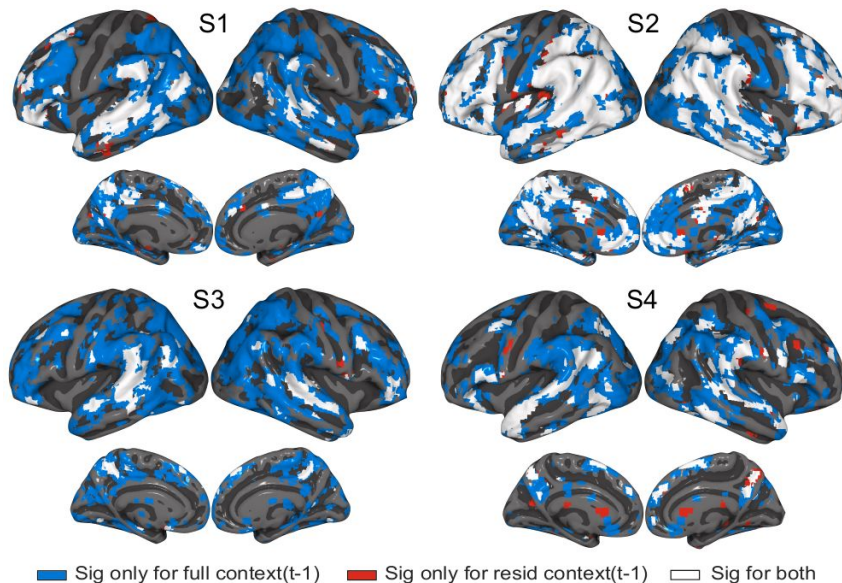 S1
S2
S3
S4
Sig only for full context(t-1)
Sig only for resid context(t-1)
Sig for both